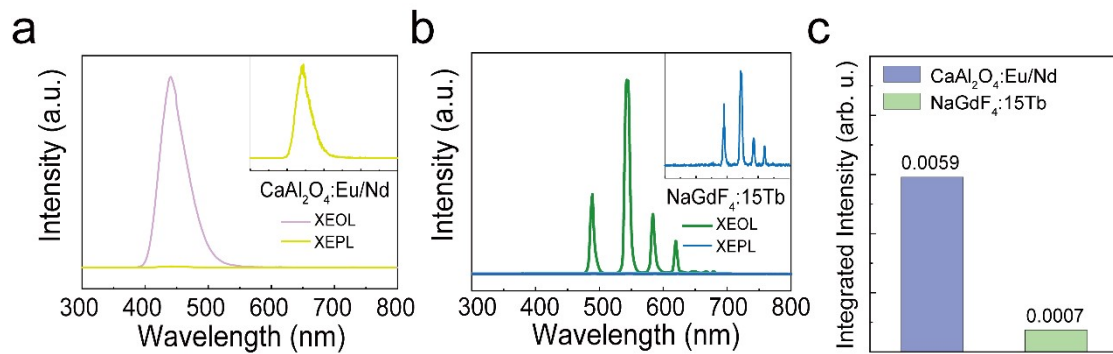 a
Intensity (a.u.)
CaAl₂O₄:Eu/Nd
XEOL
XEPL
300 400 500 600 700 800
Wavelength (nm)
b
Intensity (a.u.)
NaGdF₄:15Tb
XEOL
XEPL
300 400 500 600 700 800
Wavelength (nm)
c
Integrated Intensity (arb. u.)
CaAl₂O₄:Eu/Nd
NaGdF₄:15Tb
0.0059
0.0007